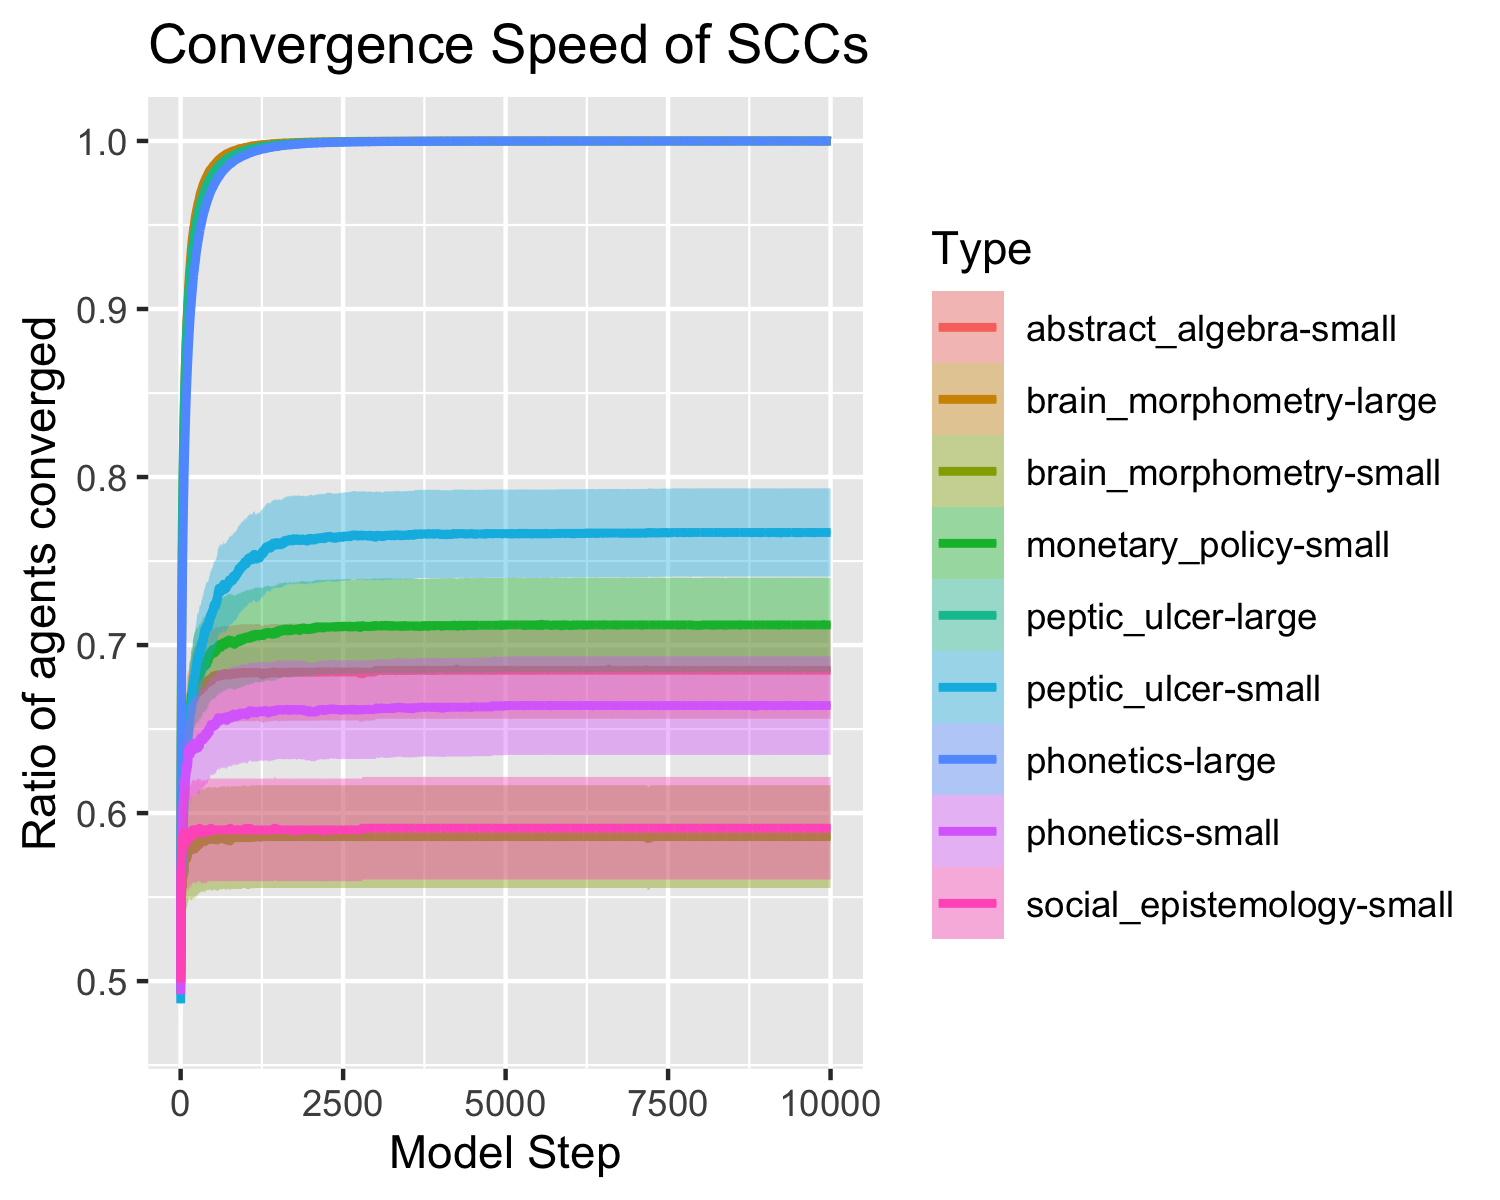 Convergence Speed of SCCs
Ratio of agents converged
1.0
0.9
0.8
0.7
0.6
0.5
0
2500
5000
7500
10000
Model Step
Type
abstract_algebra-small
brain_morphometry-large
brain_morphometry-small
monetary_policy-small
peptic_ulcer-large
peptic_ulcer-small
phonetics-large
phonetics-small
social_epistemology-small